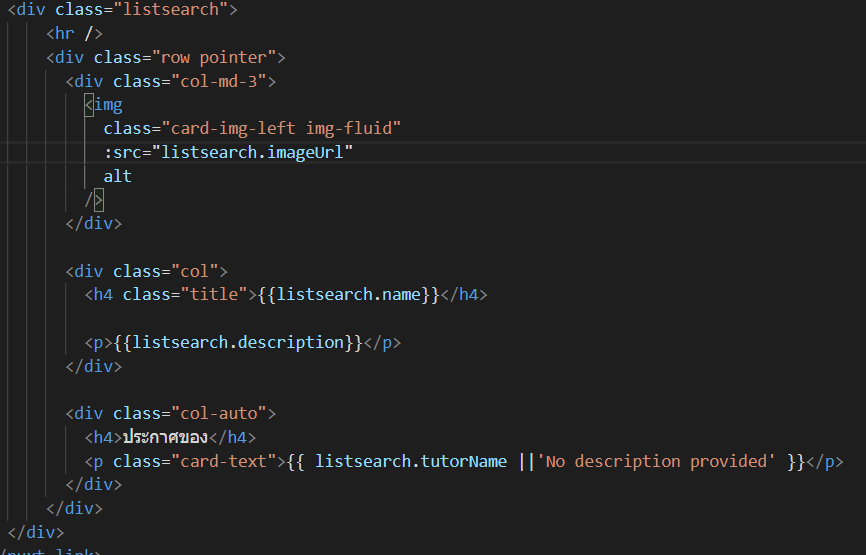 <div class="listsearch">
<hr />
<div class="row pointer">
<div class="col-md-3">
<img
class="card-img-left img-fluid"
:src="listsearch.imageUrl"
alt
/>
</div>
<div class="col">
<h4 class="title">{{listsearch.name}}</h4>
<p>{{listsearch.description}}</p>
</div>
<div class="col-auto">
<h4>ประกาศของ</h4>
<p class="card-text">{{ listsearch.tutorName ||'No description provided' }}</p>
</div>
</div>
</div>
/nuxt-link>